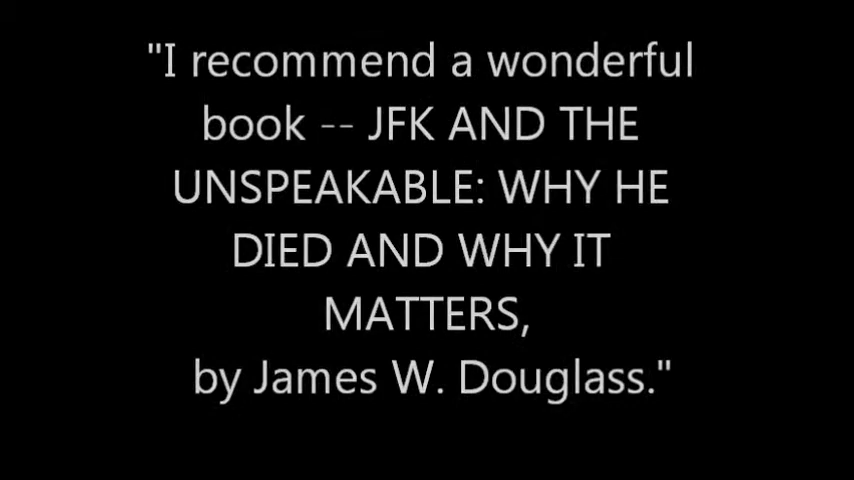 "I recommend a wonderful
book -- JFK AND THE
UNSPEAKABLE: WHY HE
DIED AND WHY IT
MATTERS,
by James W. Douglass."